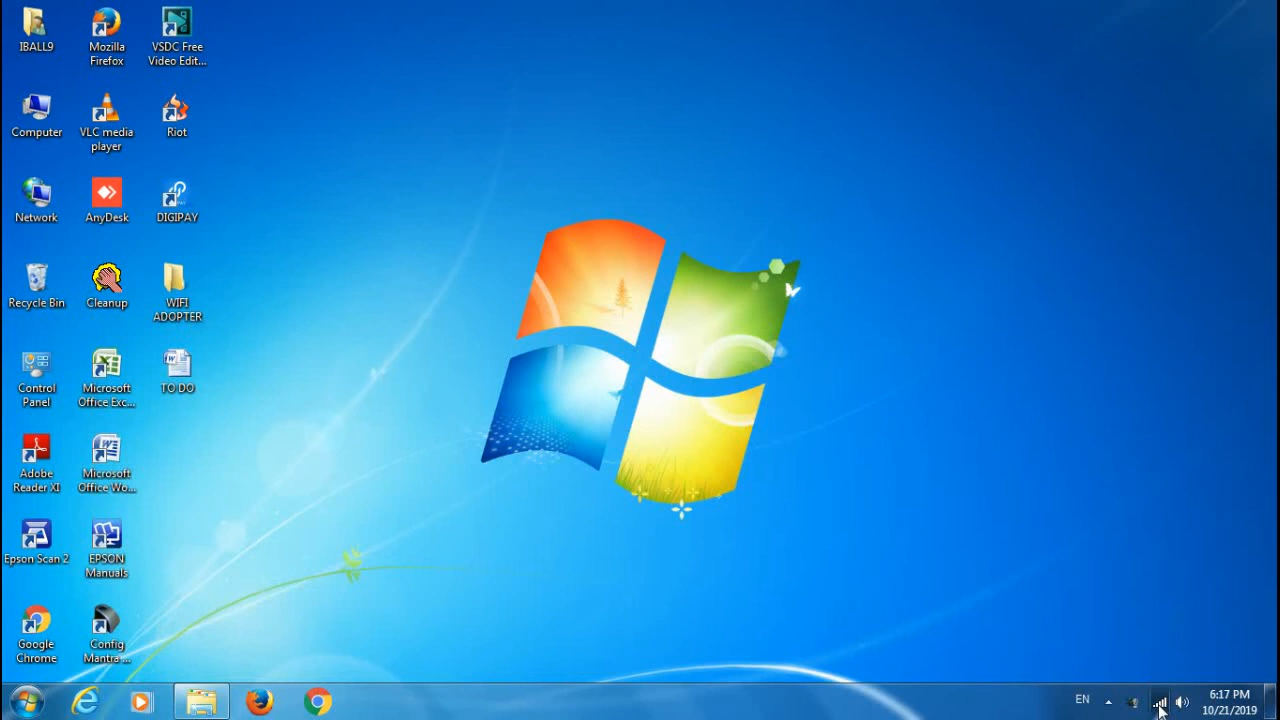 IBALL9
Mozilla
Firefox
VSDC Free
Video Edit...
Computer
VLC media
player
Riot
Network
AnyDesk
DIGIPAY
Recycle Bin
Cleanup
WIFI
ADOPTER
Control
Panel
Microsoft
Office Exc...
TO DO
Adobe
Reader XI
Microsoft
Office Wo...
Epson Scan 2
EPSON
Manuals
Google
Chrome
Config
Mantra ...
EN
6:17 PM
10/21/2019